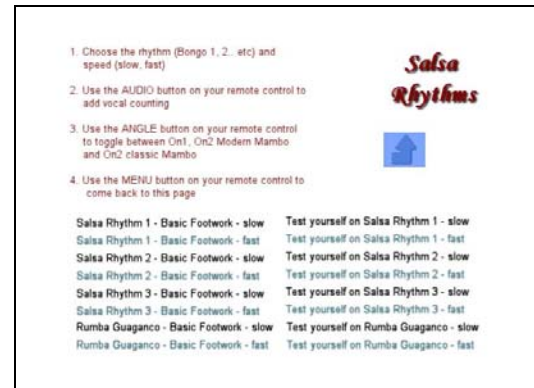 1. Choose the rhythm (Bongo 1, 2.. etc) and
speed (slow, fast)
2. Use the AUDIO button on your remote control to
add vocal counting
3. Use the ANGLE button on your remote control
to toggle between On1, On2 Modern Mambo
and On2 classic Mambo
4. Use the MENU button on your remote control to
come back to this page
Salsa
Rhythms
Salsa Rhythm 1 - Basic Footwork - slow
Salsa Rhythm 1 - Basic Footwork - fast
Salsa Rhythm 2 - Basic Footwork - slow
Salsa Rhythm 2 - Basic Footwork - fast
Salsa Rhythm 3 - Basic Footwork - slow
Salsa Rhythm 3 - Basic Footwork - fast
Rumba Guaganco - Basic Footwork - slow
Rumba Guaganco - Basic Footwork - fast
Test yourself on Salsa Rhythm 1 - slow
Test yourself on Salsa Rhythm 1 - fast
Test yourself on Salsa Rhythm 2 - slow
Test yourself on Salsa Rhythm 2 - fast
Test yourself on Salsa Rhythm 3 - slow
Test yourself on Salsa Rhythm 3 - fast
Test yourself on Rumba Guaganco - slow
Test yourself on Rumba Guaganco - fast